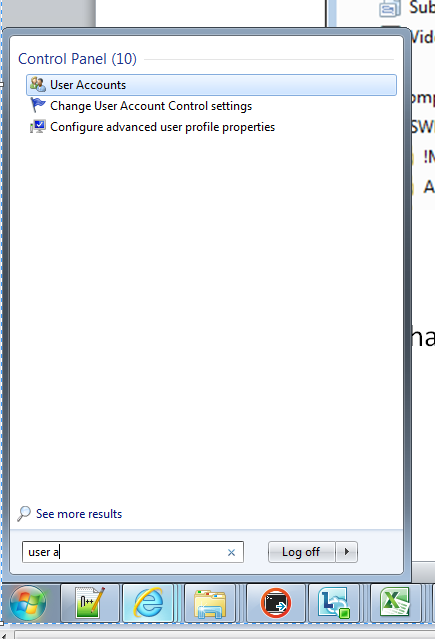 Sub
Control Panel (10)
User Accounts
Change User Account Control settings
Configure advanced user profile properties
See more results
user a
Log off